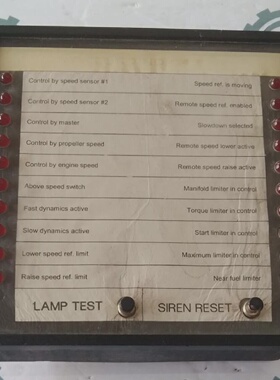 Control by speed sensor #1
Speed ref. is moving
Control by speed sensor #2
Remote speed ref. enabled
Control by master
Slowdown selected
Control by propeller speed
Remote speed lower active
Control by engine speed
Remote speed raise active
Above speed switch
Manifold limiter in control
Fast dynamics active
Torque limiter in control
Slow dynamics active
Start limiter in control
Lower speed ref. limit
Maximum limiter in control
Raise speed ref. limit
Near fuel limiter
LAMP TEST
SIREN RESET